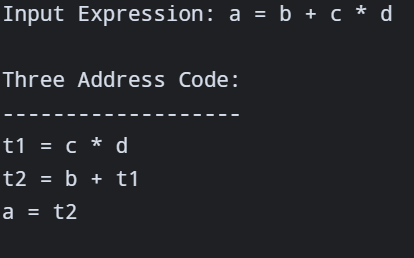 Input Expression: a = b + c * d
Three Address Code:
-------------------
t1 = c * d
t2 = b + t1
a = t2